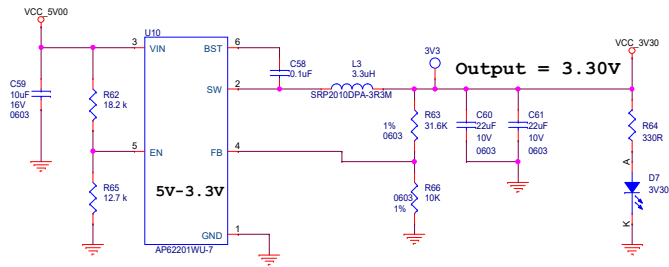 VCC_5V00
U10
VCC_3V30
3 VIN BST 6
C58
0.1uF
L3
3.3uH
SRP2010DPA-3R3M
3V3
Output = 3.30V
C59
10uF
16V
0603
R62
18.2 k
SW 2
1%
0603
R63
31.6K
C60
22uF
10V
0603
C61
22uF
10V
0603
R64
330R
5 EN FB 4
A
D7
3V30
K
R65
12.7 k
5V-3.3V
0603
1%
R66
10K
GND 1
AP62201WU-7